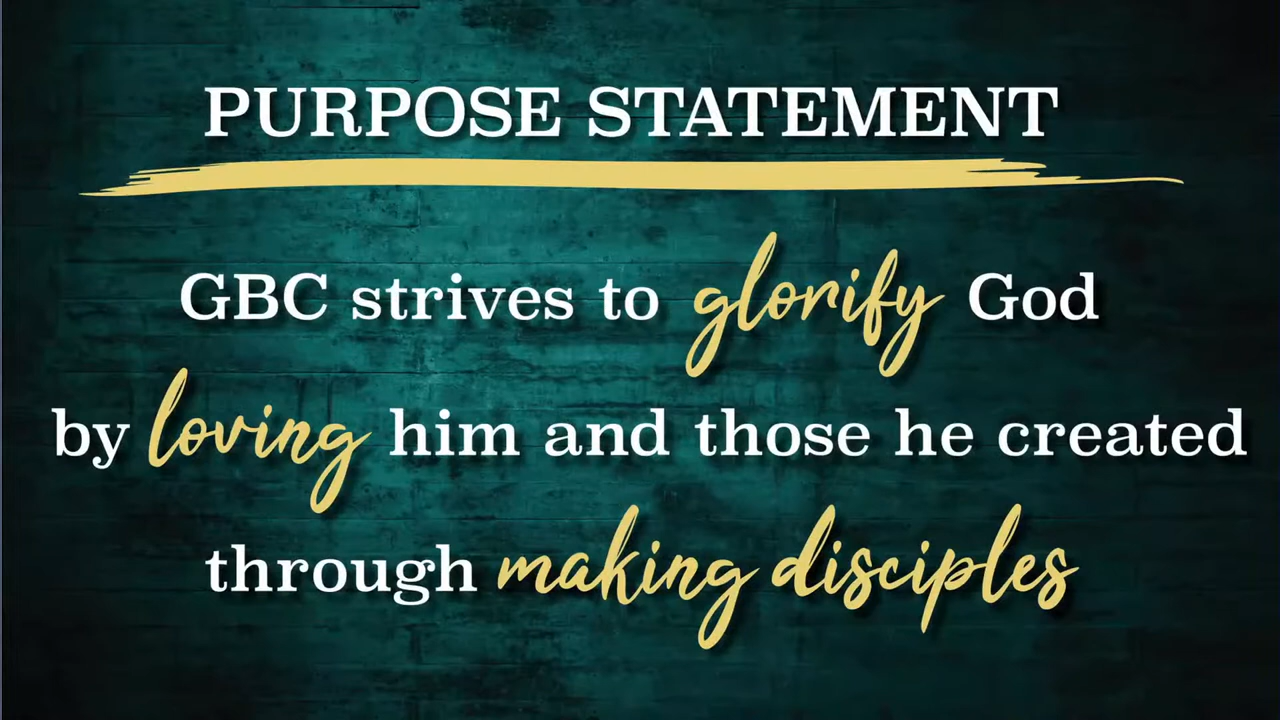 PURPOSE STATEMENT
GBC strives to glorify God
by loving him and those he created
through making disciples